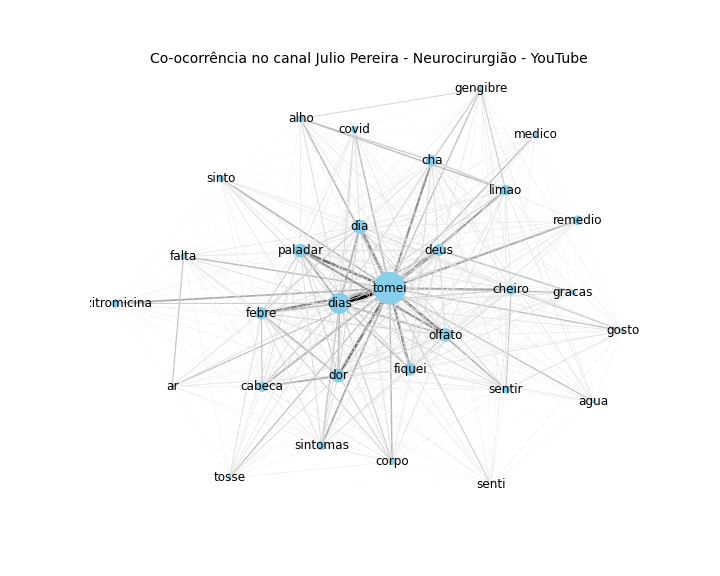 Co-ocorrência no canal Julio Pereira - Neurocirurgião - YouTube
gengibre
alho
covid
medico
cha
sinto
limao
remedio
dia
paladar
deus
falta
tomei
cheiro
gracas
:itromicina
dias
febre
gosto
olfato
fiquei
dor
ar
cabeca
sentir
agua
sintomas
corpo
tosse
senti